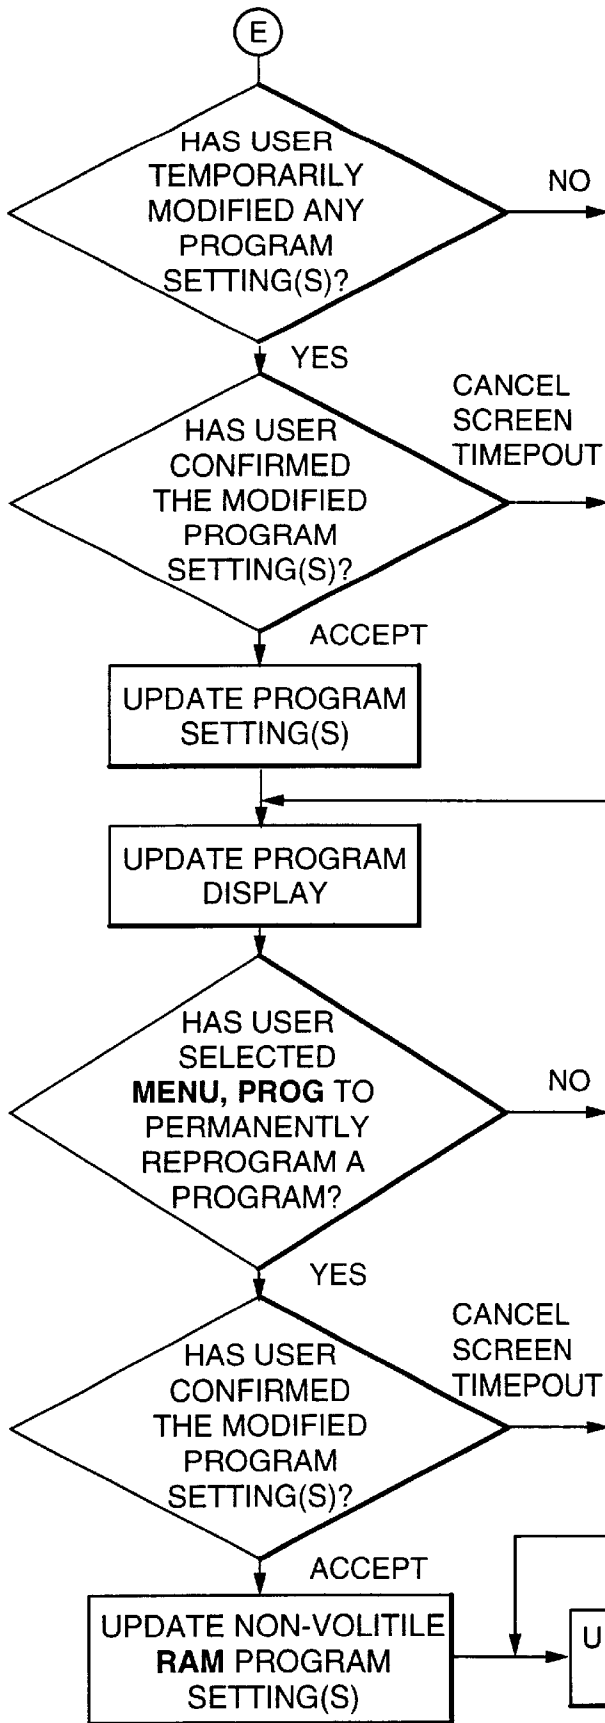 E
HAS USER
TEMPORARILY
MODIFIED ANY
PROGRAM
SETTING(S)?
NO
YES
CANCEL
SCREEN
TIMEPOUT
HAS USER
CONFIRMED
THE MODIFIED
PROGRAM
SETTING(S)?
ACCEPT
UPDATE PROGRAM
SETTING(S)
UPDATE PROGRAM
DISPLAY
HAS USER
SELECTED
MENU, PROG TO
PERMANENTLY
REPROGRAM A
PROGRAM?
NO
YES
CANCEL
SCREEN
TIMEPOUT
HAS USER
CONFIRMED
THE MODIFIED
PROGRAM
SETTING(S)?
ACCEPT
UPDATE NON-VOLITILE
RAM PROGRAM
SETTING(S)
U